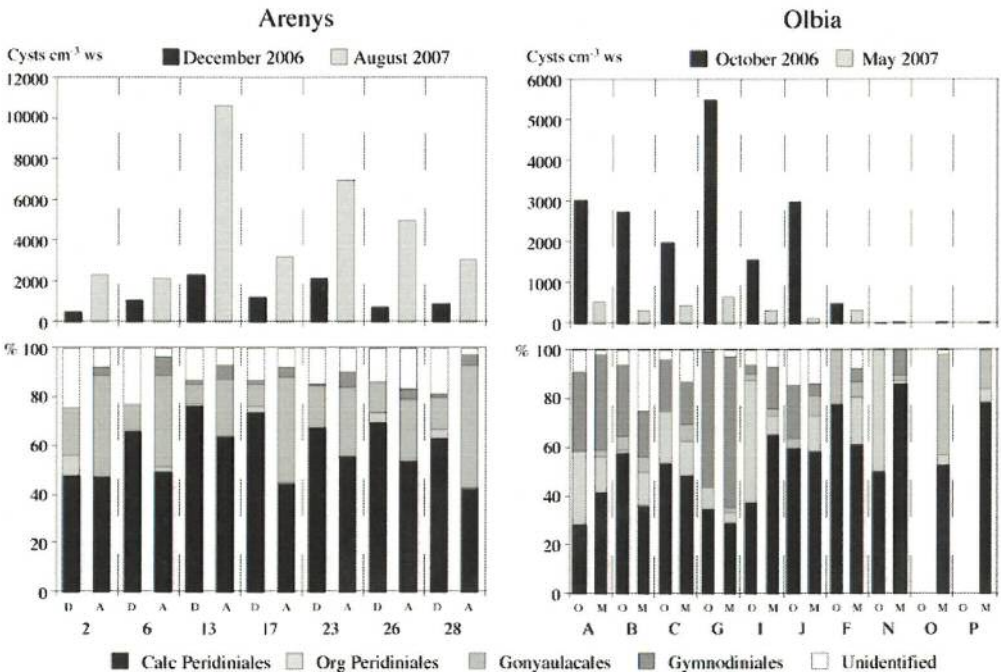 Arenys
Olbia
Cysts cm⁻³ ws
December 2006
August 2007
Cysts cm⁻³ ws
October 2006
May 2007
12000
10000
8000
6000
4000
2000
0
6000
5000
4000
3000
2000
1000
0
%
100
80
60
40
20
0
%
100
80
60
40
20
0
D A D A D A D A D A D A D A
2 6 13 17 23 26 28
O M O M O M O M O M O M O M O M O M O M
A B C G I J F N O P
Calc Peridiniales
Org Peridiniales
Gonyaulacales
Gymnodiniales
Unidentified